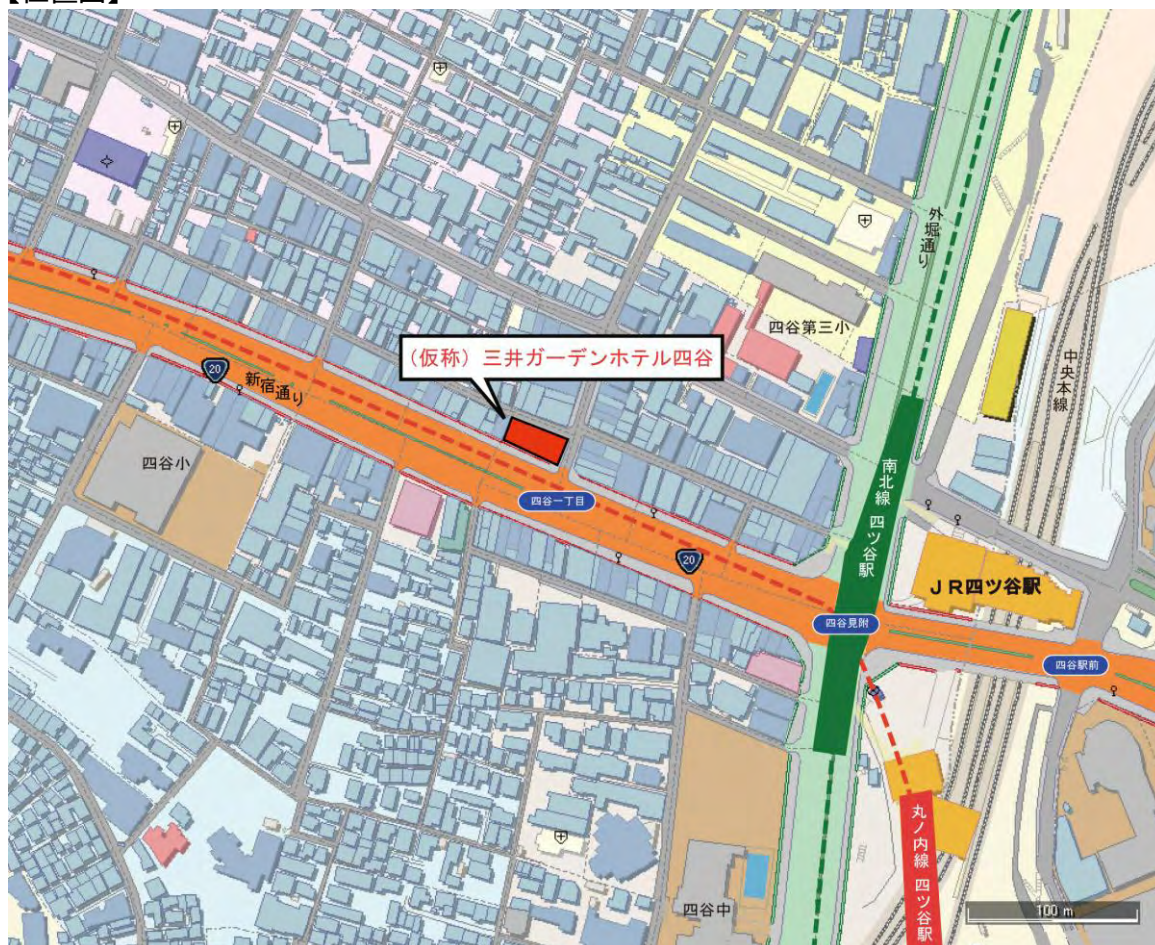 【位置図】
外堀通り
四谷第三小
中央本線
(仮称) 三井ガーデンホテル四谷
20
新宿通り
四谷小
南北線 四ツ谷駅
四谷一丁目
20
JR四ツ谷駅
四谷見附
四谷駅前
丸ノ内線 四ツ谷駅
四谷中
100 m